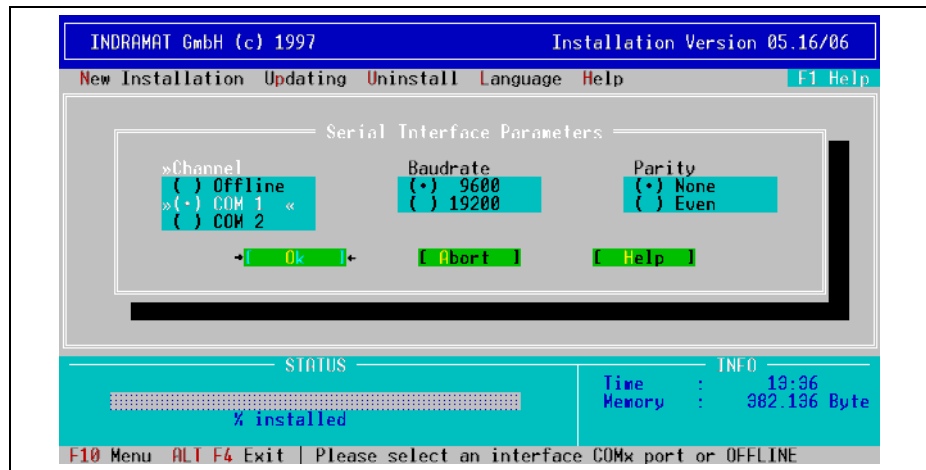 INDRAMAT GmbH (c) 1997 Installation Version 05.16/06
New Installation Updating Uninstall Language Help F1 Help
Serial Interface Parameters
»Channel Baudrate Parity
( ) Offline (•) 9600 (•) None
»(•) COM 1 « ( ) 19200 ( ) Even
( ) COM 2
→[ Ok ]← [ Abort ] [ Help ]
STATUS INFO
Time : 13:36
Memory : 382.136 Byte
% installed
F10 Menu ALT F4 Exit | Please select an interface COMx port or OFFLINE